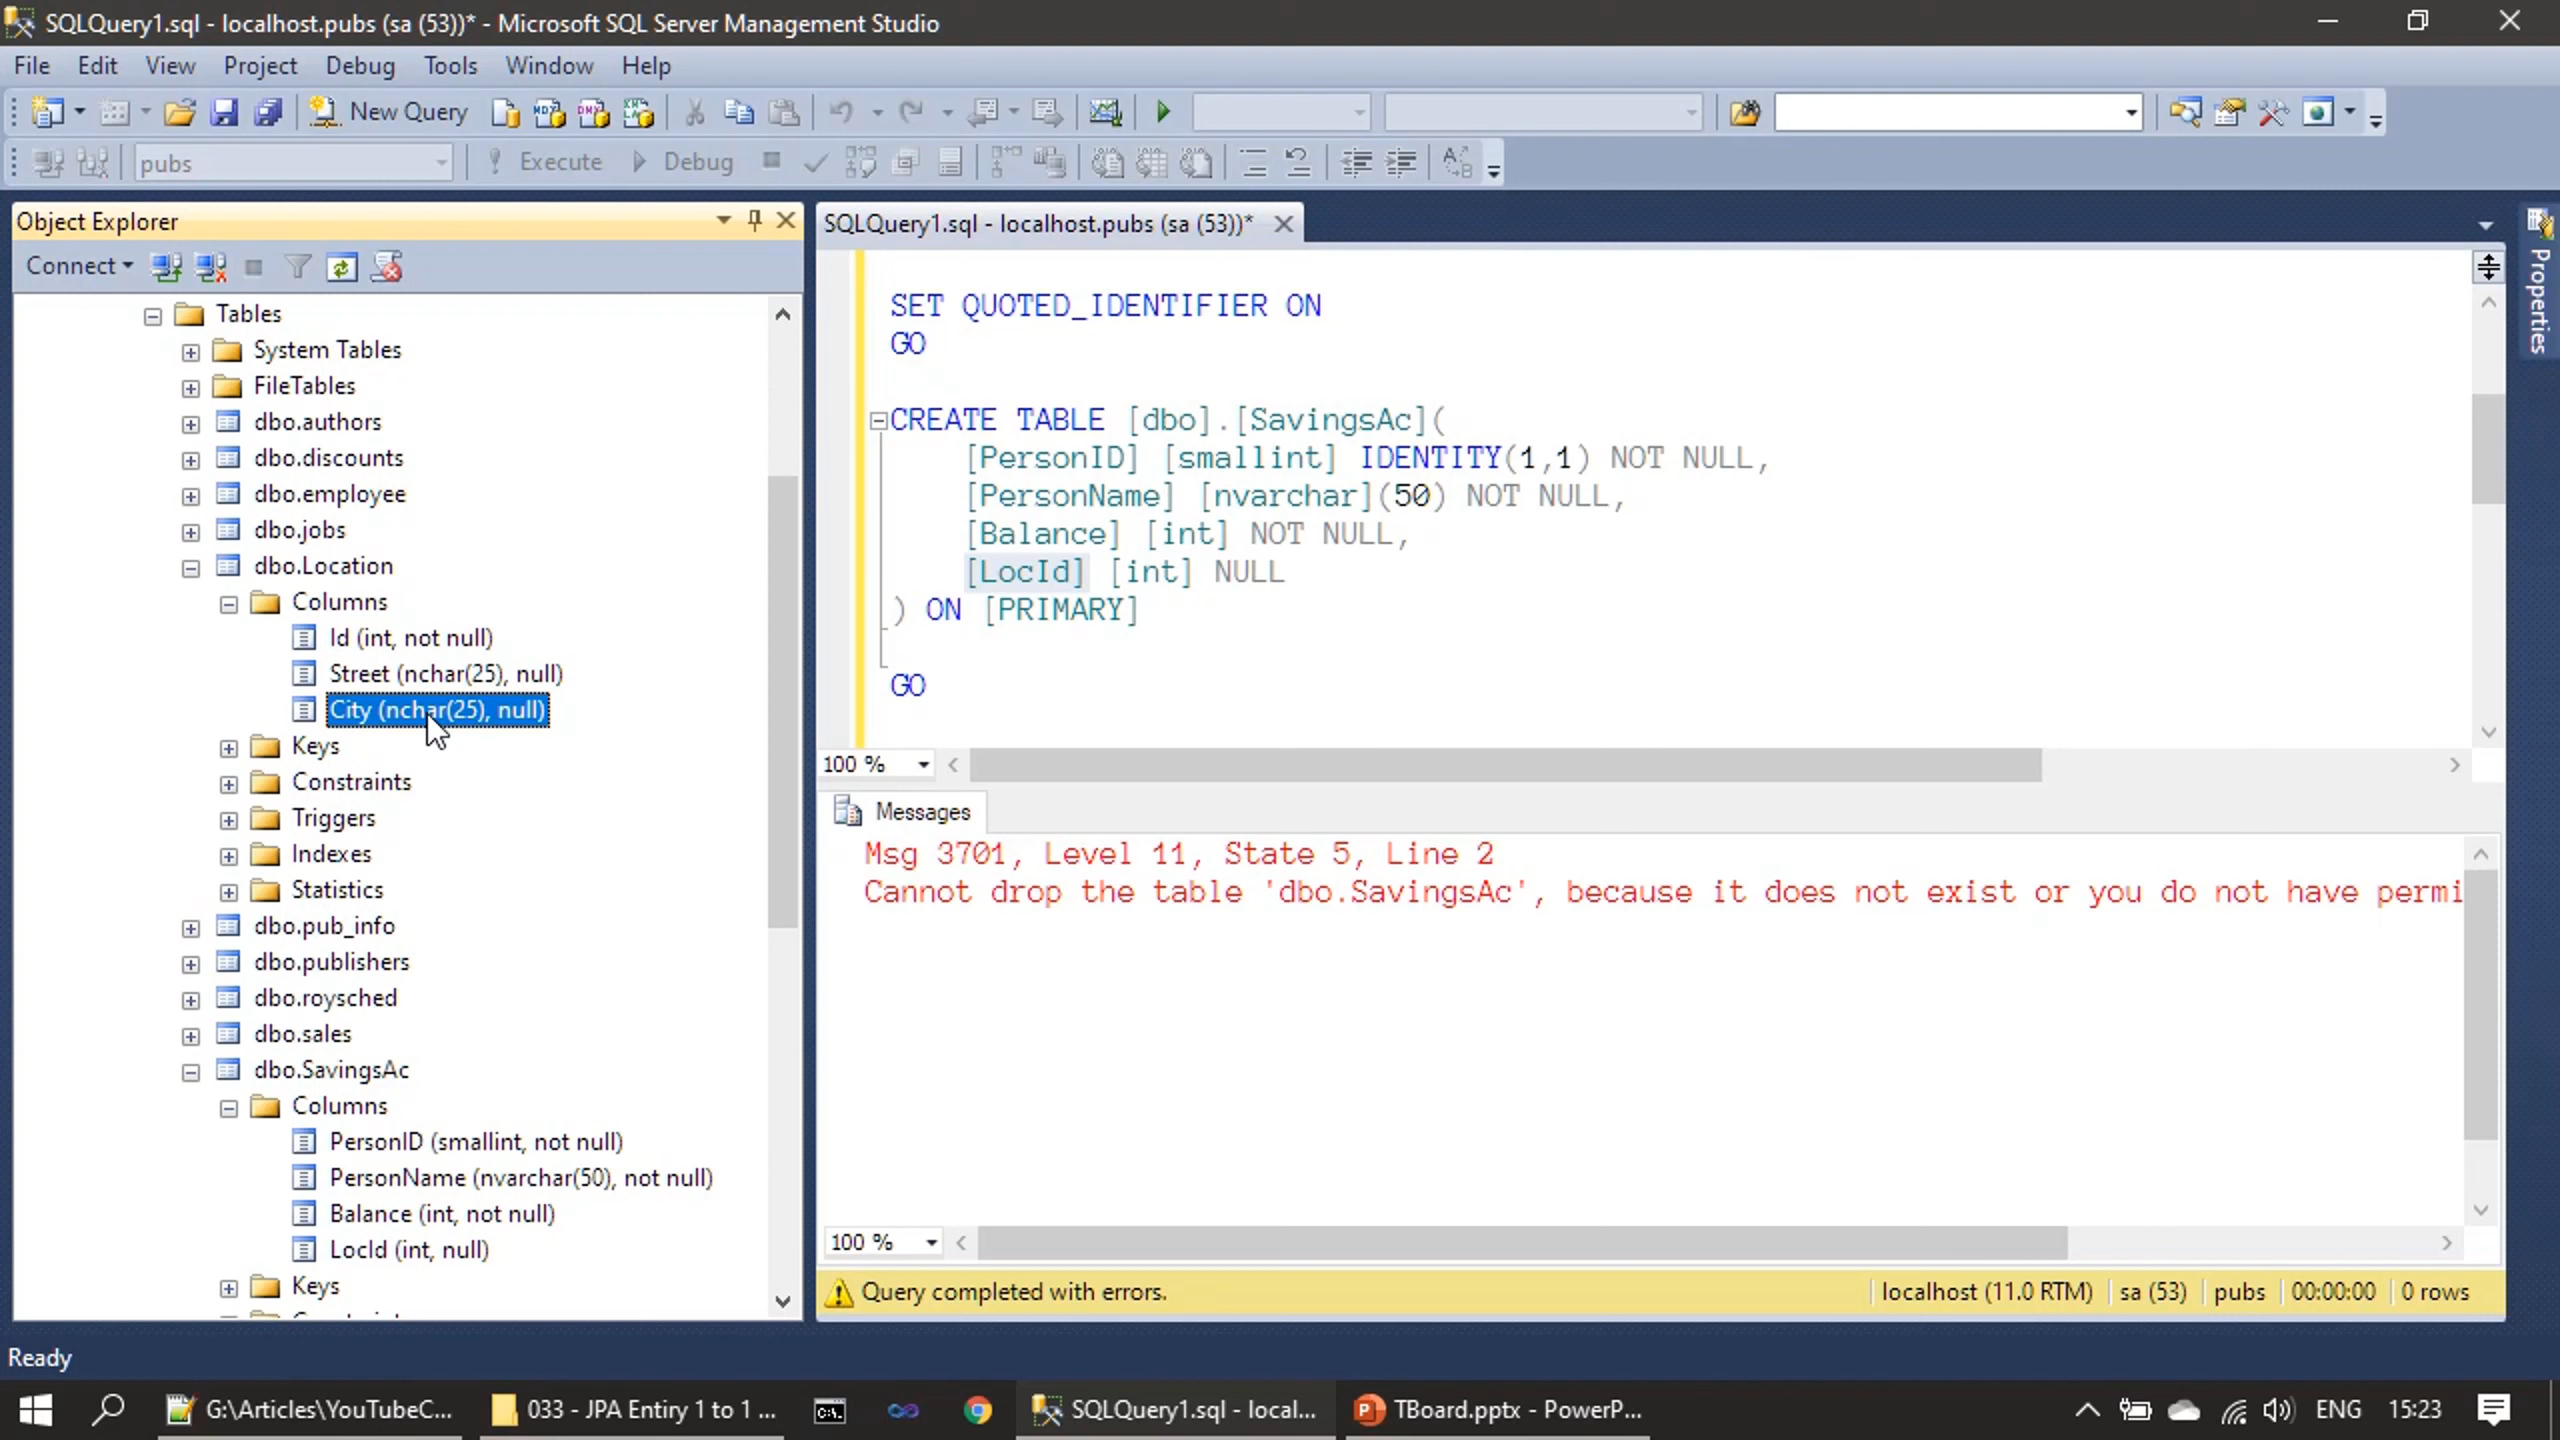 SQLQuery1.sql - localhost.pubs (sa (53))* - Microsoft SQL Server Management Studio
File Edit View Project Debug Tools Window Help
New Query
pubs Execute Debug
Object Explorer
Connect
Tables
System Tables
FileTables
dbo.authors
dbo.discounts
dbo.employee
dbo.jobs
dbo.Location
Columns
Id (int, not null)
Street (nchar(25), null)
City (nchar(25), null)
Keys
Constraints
Triggers
Indexes
Statistics
dbo.pub_info
dbo.publishers
dbo.roysched
dbo.sales
dbo.SavingsAc
Columns
PersonID (smallint, not null)
PersonName (nvarchar(50), not null)
Balance (int, not null)
LocId (int, null)
Keys
SQLQuery1.sql - localhost.pubs (sa (53))*
SET QUOTED_IDENTIFIER ON
GO
CREATE TABLE [dbo].[SavingsAc](
[PersonID] [smallint] IDENTITY(1,1) NOT NULL,
[PersonName] [nvarchar](50) NOT NULL,
[Balance] [int] NOT NULL,
[LocId] [int] NULL
) ON [PRIMARY]
GO
100 %
Messages
Msg 3701, Level 11, State 5, Line 2
Cannot drop the table 'dbo.SavingsAc', because it does not exist or you do not have permi
100 %
Query completed with errors. localhost (11.0 RTM) sa (53) pubs 00:00:00 0 rows
Properties
Ready
G:\Articles\YouTubeC... 033 - JPA Entiry 1 to 1 ... SQLQuery1.sql - local... TBoard.pptx - PowerP... ENG 15:23